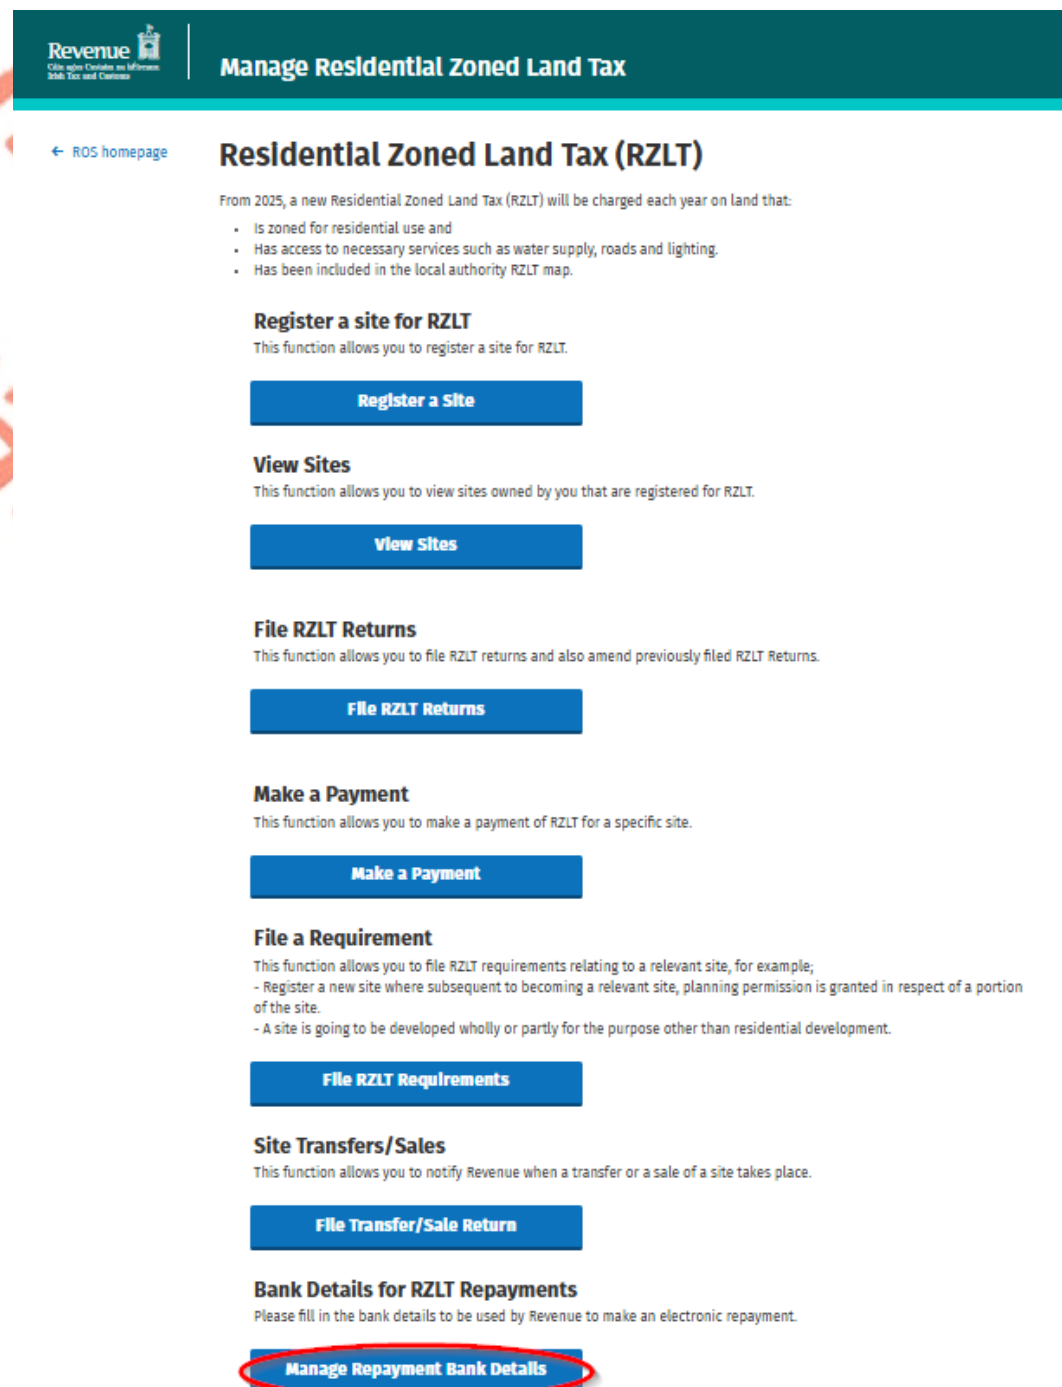 Revenue
Cáin agus Custaim na hÉireann
Irish Tax and Customs
Manage Residential Zoned Land Tax
← ROS homepage
Residential Zoned Land Tax (RZLT)
From 2025, a new Residential Zoned Land Tax (RZLT) will be charged each year on land that:
• Is zoned for residential use and
• Has access to necessary services such as water supply, roads and lighting.
• Has been included in the local authority RZLT map.
Register a site for RZLT
This function allows you to register a site for RZLT.
Register a Site
View Sites
This function allows you to view sites owned by you that are registered for RZLT.
View Sites
File RZLT Returns
This function allows you to file RZLT returns and also amend previously filed RZLT Returns.
File RZLT Returns
Make a Payment
This function allows you to make a payment of RZLT for a specific site.
Make a Payment
File a Requirement
This function allows you to file RZLT requirements relating to a relevant site, for example;
- Register a new site where subsequent to becoming a relevant site, planning permission is granted in respect of a portion
of the site.
- A site is going to be developed wholly or partly for the purpose other than residential development.
File RZLT Requirements
Site Transfers/Sales
This function allows you to notify Revenue when a transfer or a sale of a site takes place.
File Transfer/Sale Return
Bank Details for RZLT Repayments
Please fill in the bank details to be used by Revenue to make an electronic repayment.
Manage Repayment Bank Details